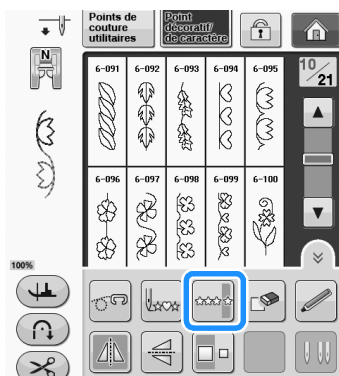 Points de
couture
utilitaires
Point
décoratif/
de caractère
N
6-091 6-092 6-093 6-094 6-095
10/21
6-096 6-097 6-098 6-099 6-100
100%